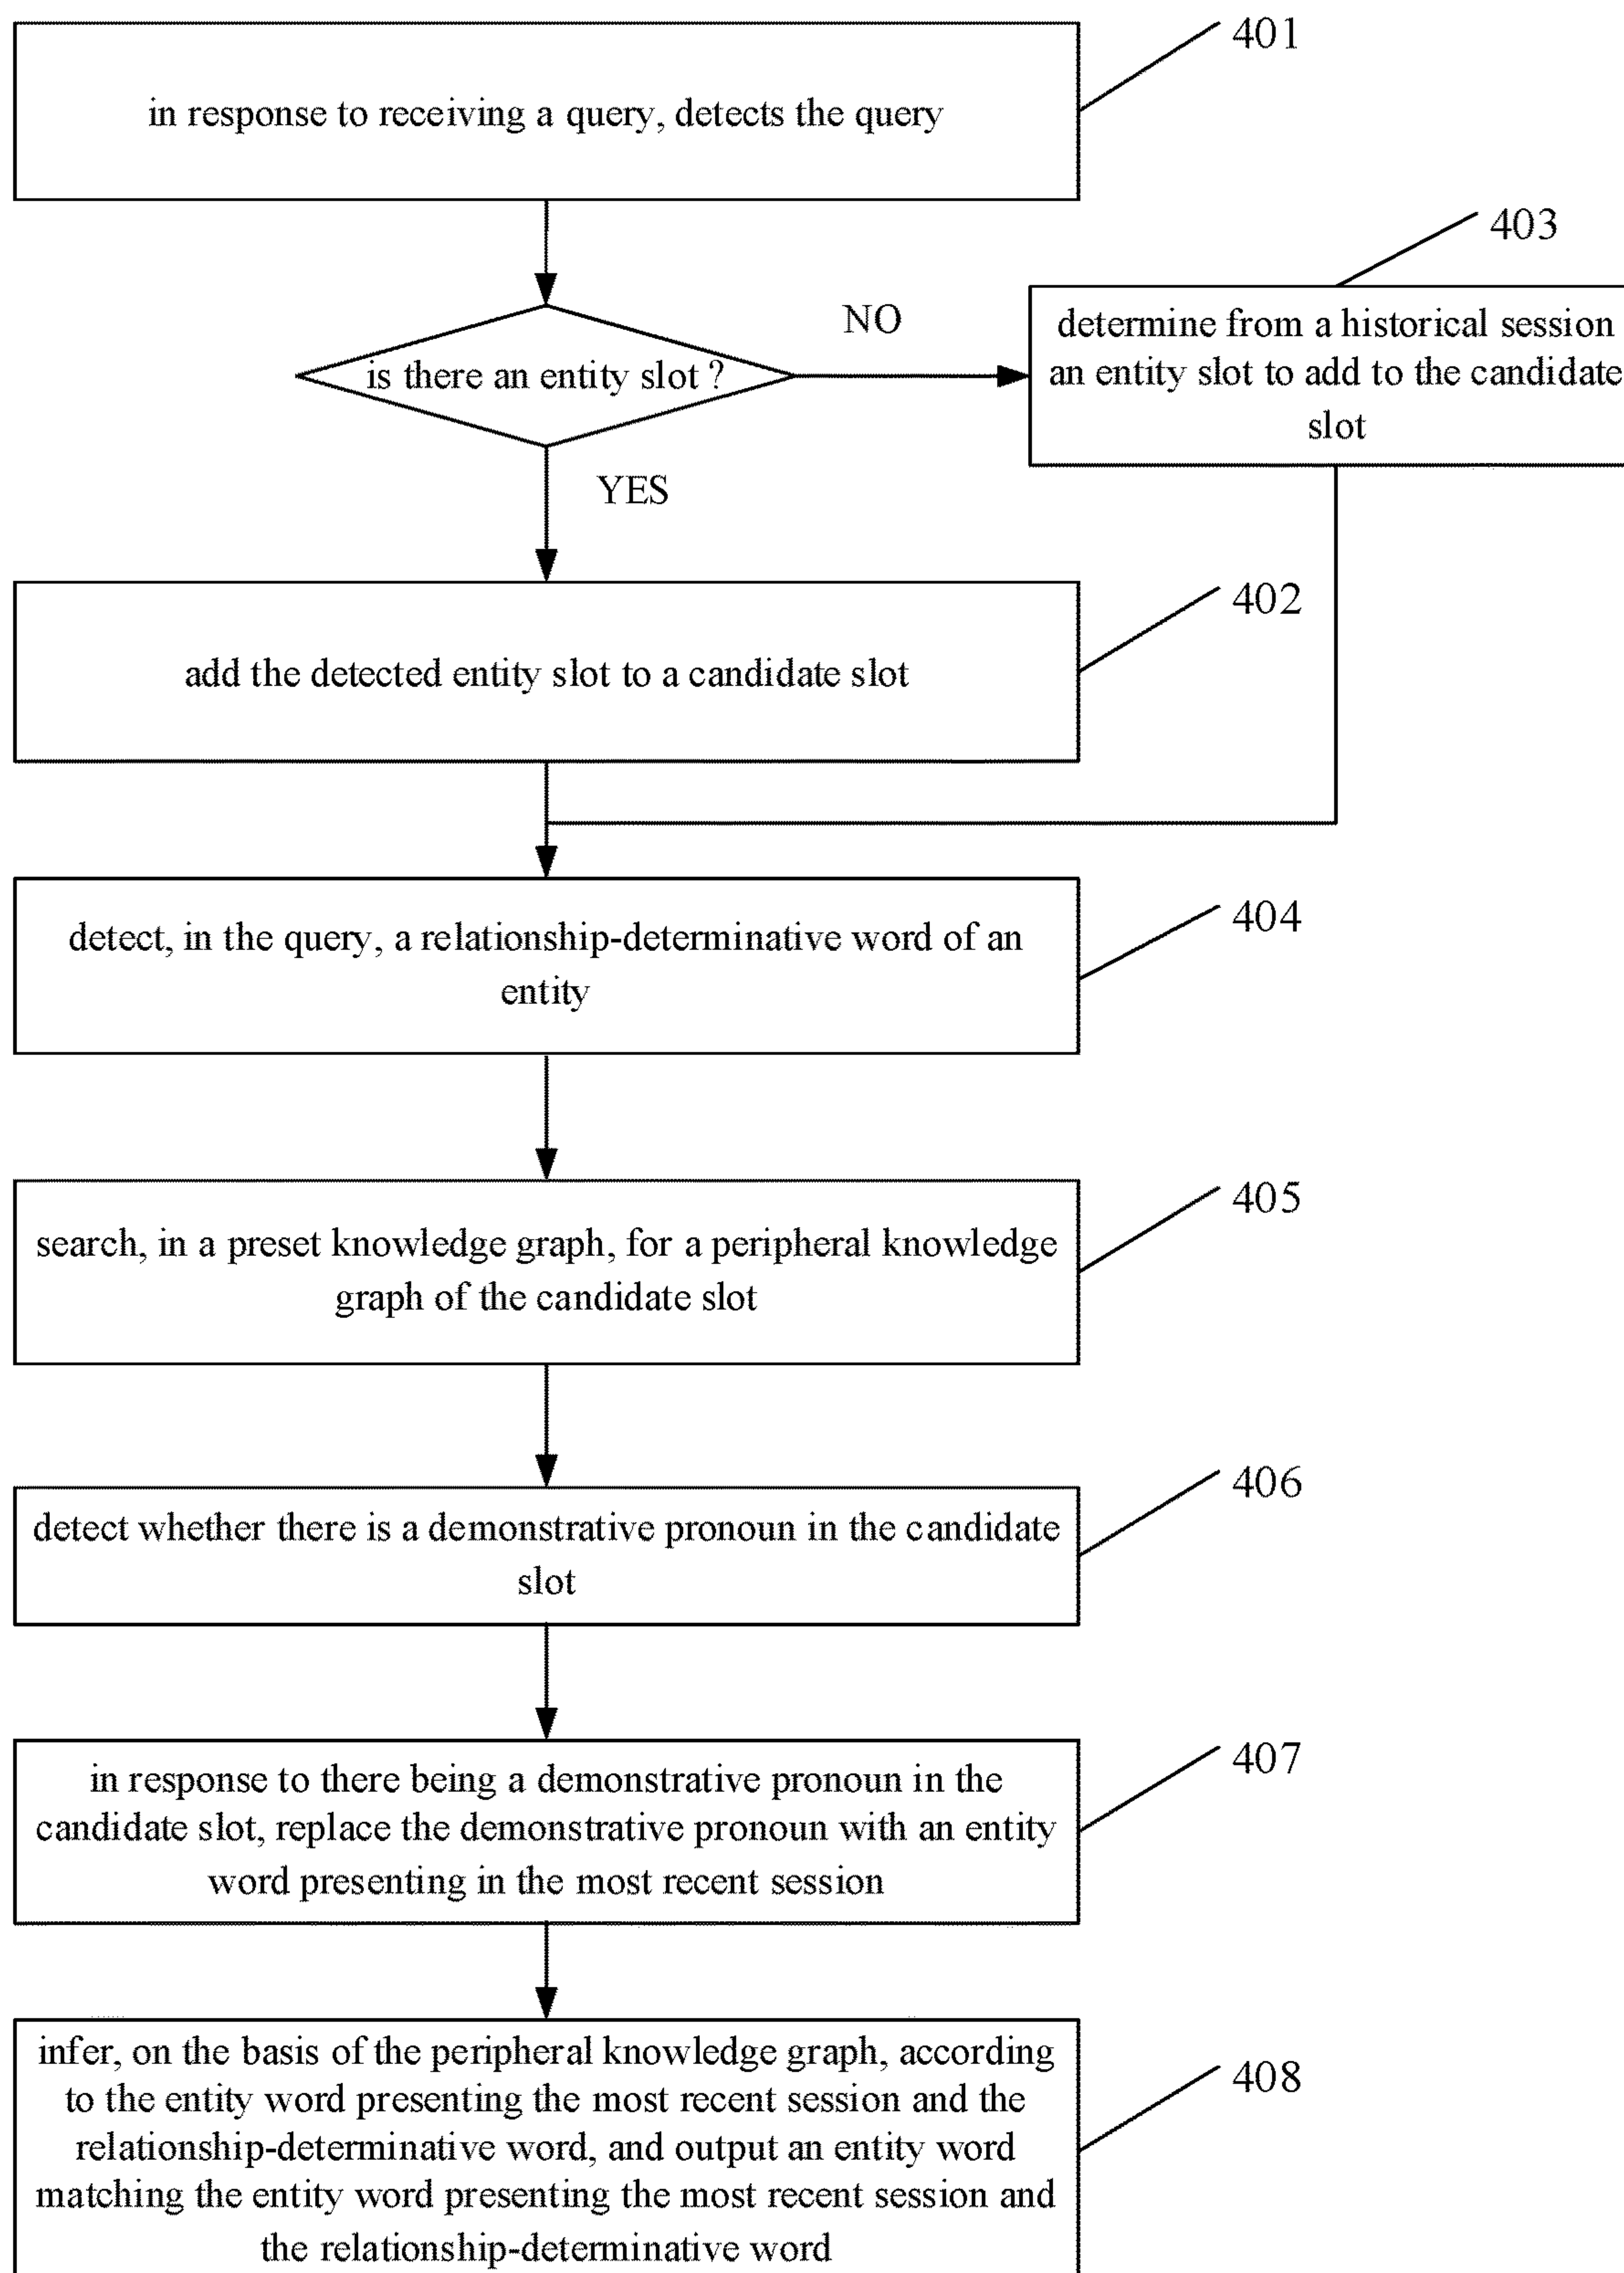 401
in response to receiving a query, detects the query
403
NO
determine from a historical session
an entity slot to add to the candidate
slot
is there an entity slot ?
YES
402
add the detected entity slot to a candidate slot
404
detect, in the query, a relationship-determinative word of an
entity
405
search, in a preset knowledge graph, for a peripheral knowledge
graph of the candidate slot
406
detect whether there is a demonstrative pronoun in the candidate
slot
407
in response to there being a demonstrative pronoun in the
candidate slot, replace the demonstrative pronoun with an entity
word presenting in the most recent session
408
infer, on the basis of the peripheral knowledge graph, according
to the entity word presenting the most recent session and the
relationship-determinative word, and output an entity word
matching the entity word presenting the most recent session and
the relationship-determinative word